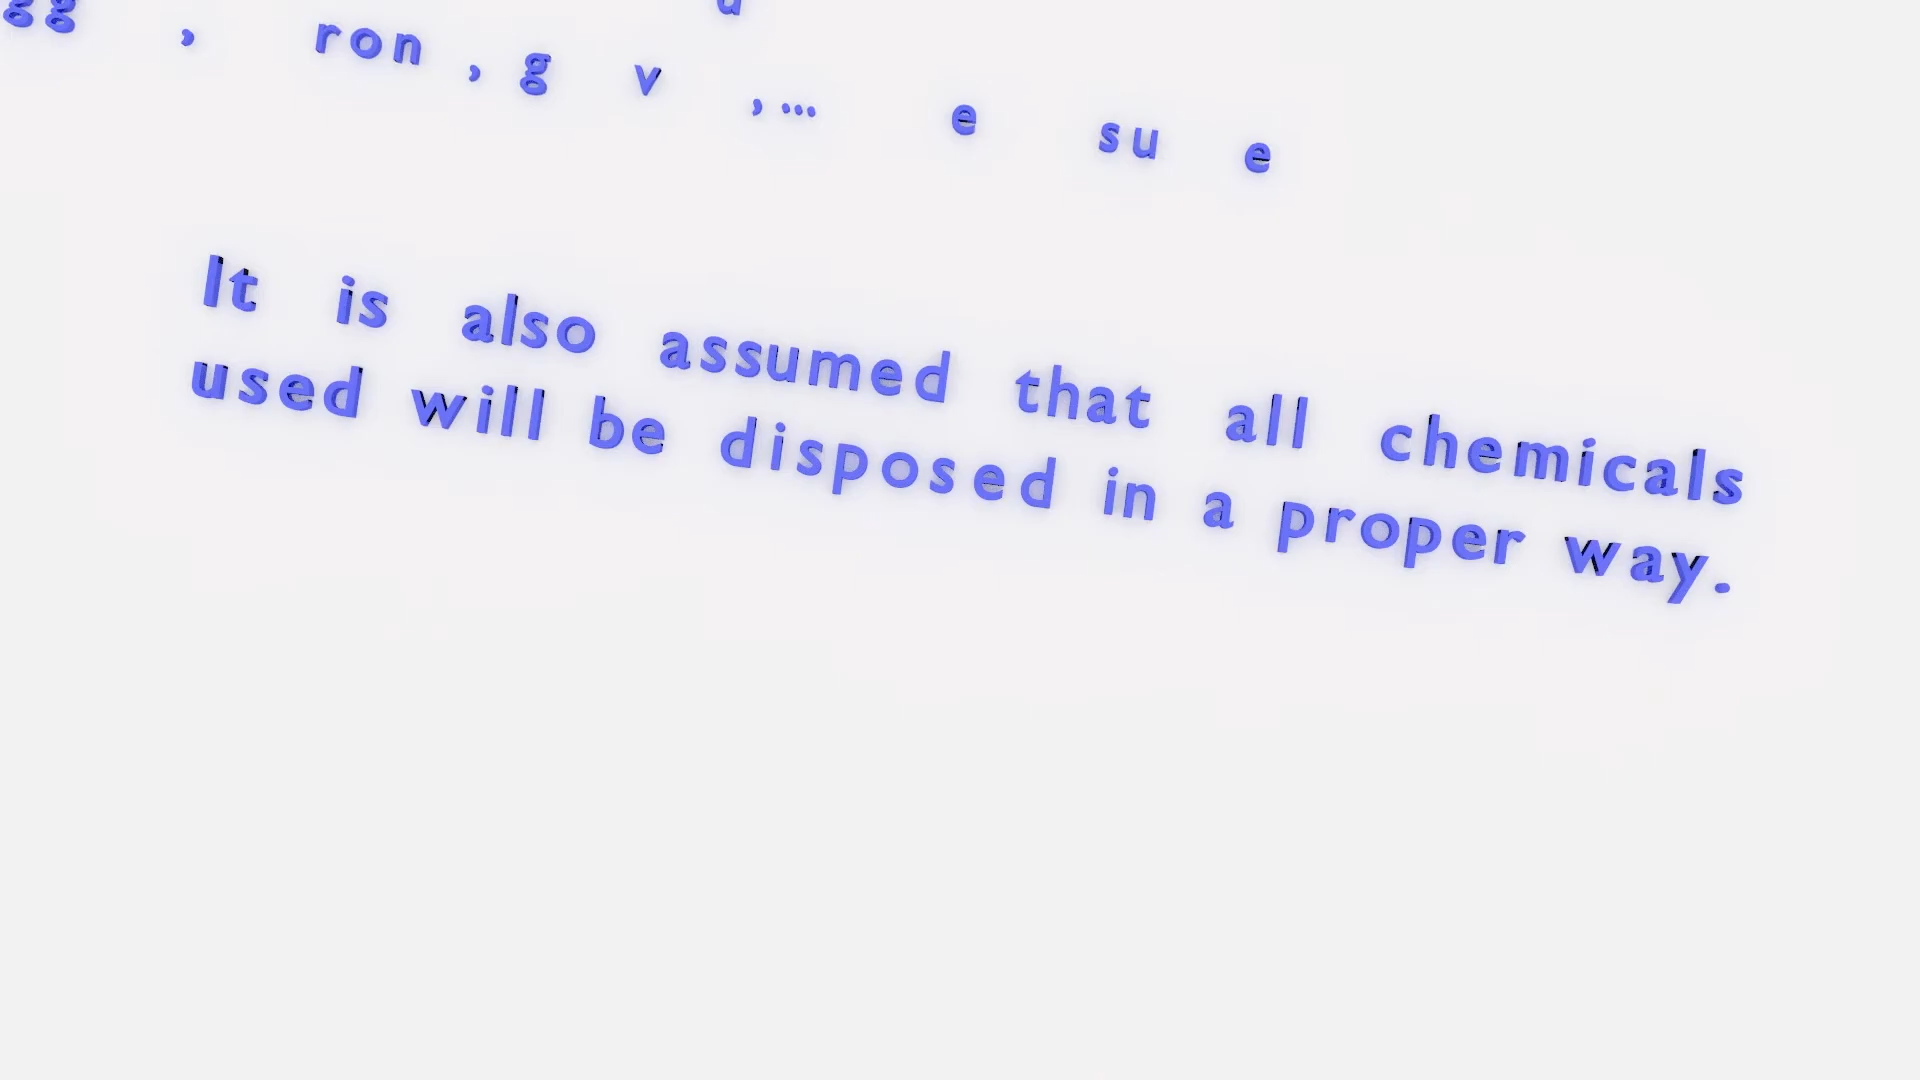 It is also assumed that all chemicals
used will be disposed in a proper way.